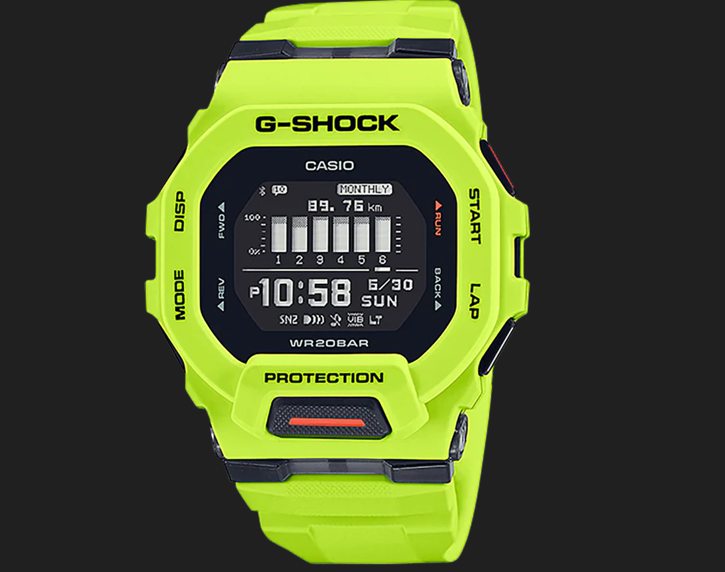 G-SHOCK
CASIO
MONTHLY
89.76 km
100
0%
1 2 3 4 5 6
P10:58 6/30
SUN
SNZ VIB LT
WR20BAR
PROTECTION
DISP
MODE
FWD
REV
START
LAP
RUN
BACK